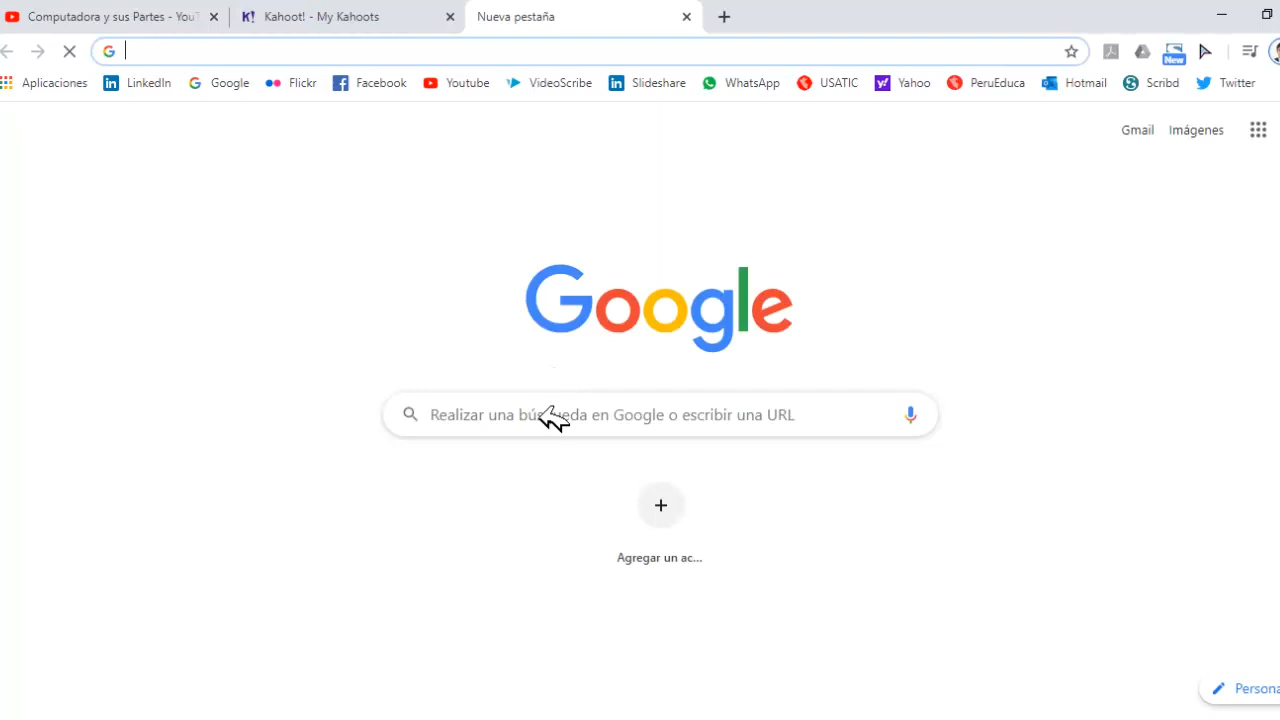 Computadora y sus Partes - YouT
Kahoot! - My Kahoots
Nueva pestaña
Aplicaciones LinkedIn Google Flickr Facebook Youtube VideoScribe Slideshare WhatsApp USATIC Yahoo PeruEduca Hotmail Scribd Twitter
New
Gmail Imágenes
Google
Realizar una búsqueda en Google o escribir una URL
Agregar un ac...
Persona